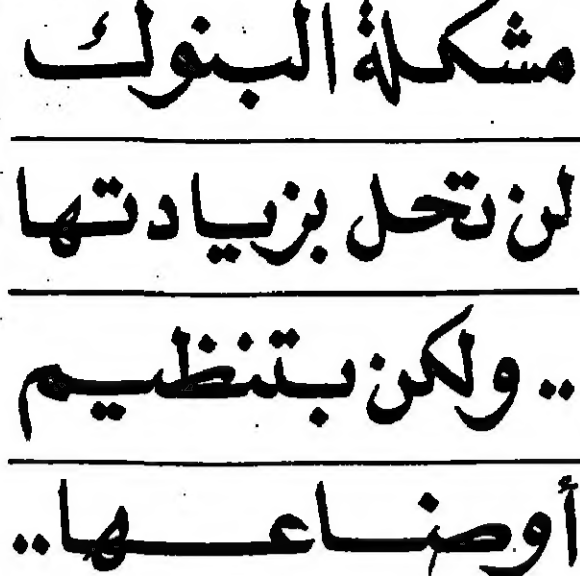 مشكلة البنوك
لن تحل بزيادتها
.. ولكن بتنظيم
أوضاعها ..